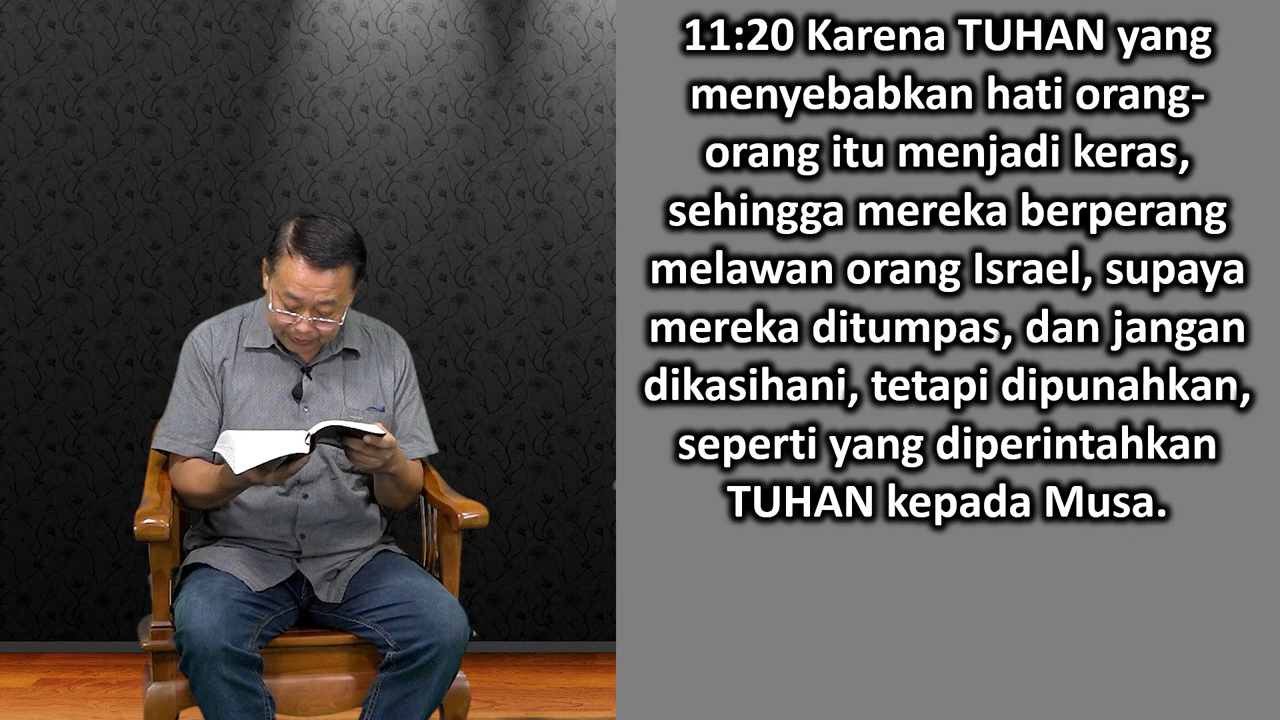 11:20 Karena TUHAN yang
menyebabkan hati orang-
orang itu menjadi keras,
sehingga mereka berperang
melawan orang Israel, supaya
mereka ditumpas, dan jangan
dikasihani, tetapi dipunahkan,
seperti yang diperintahkan
TUHAN kepada Musa.